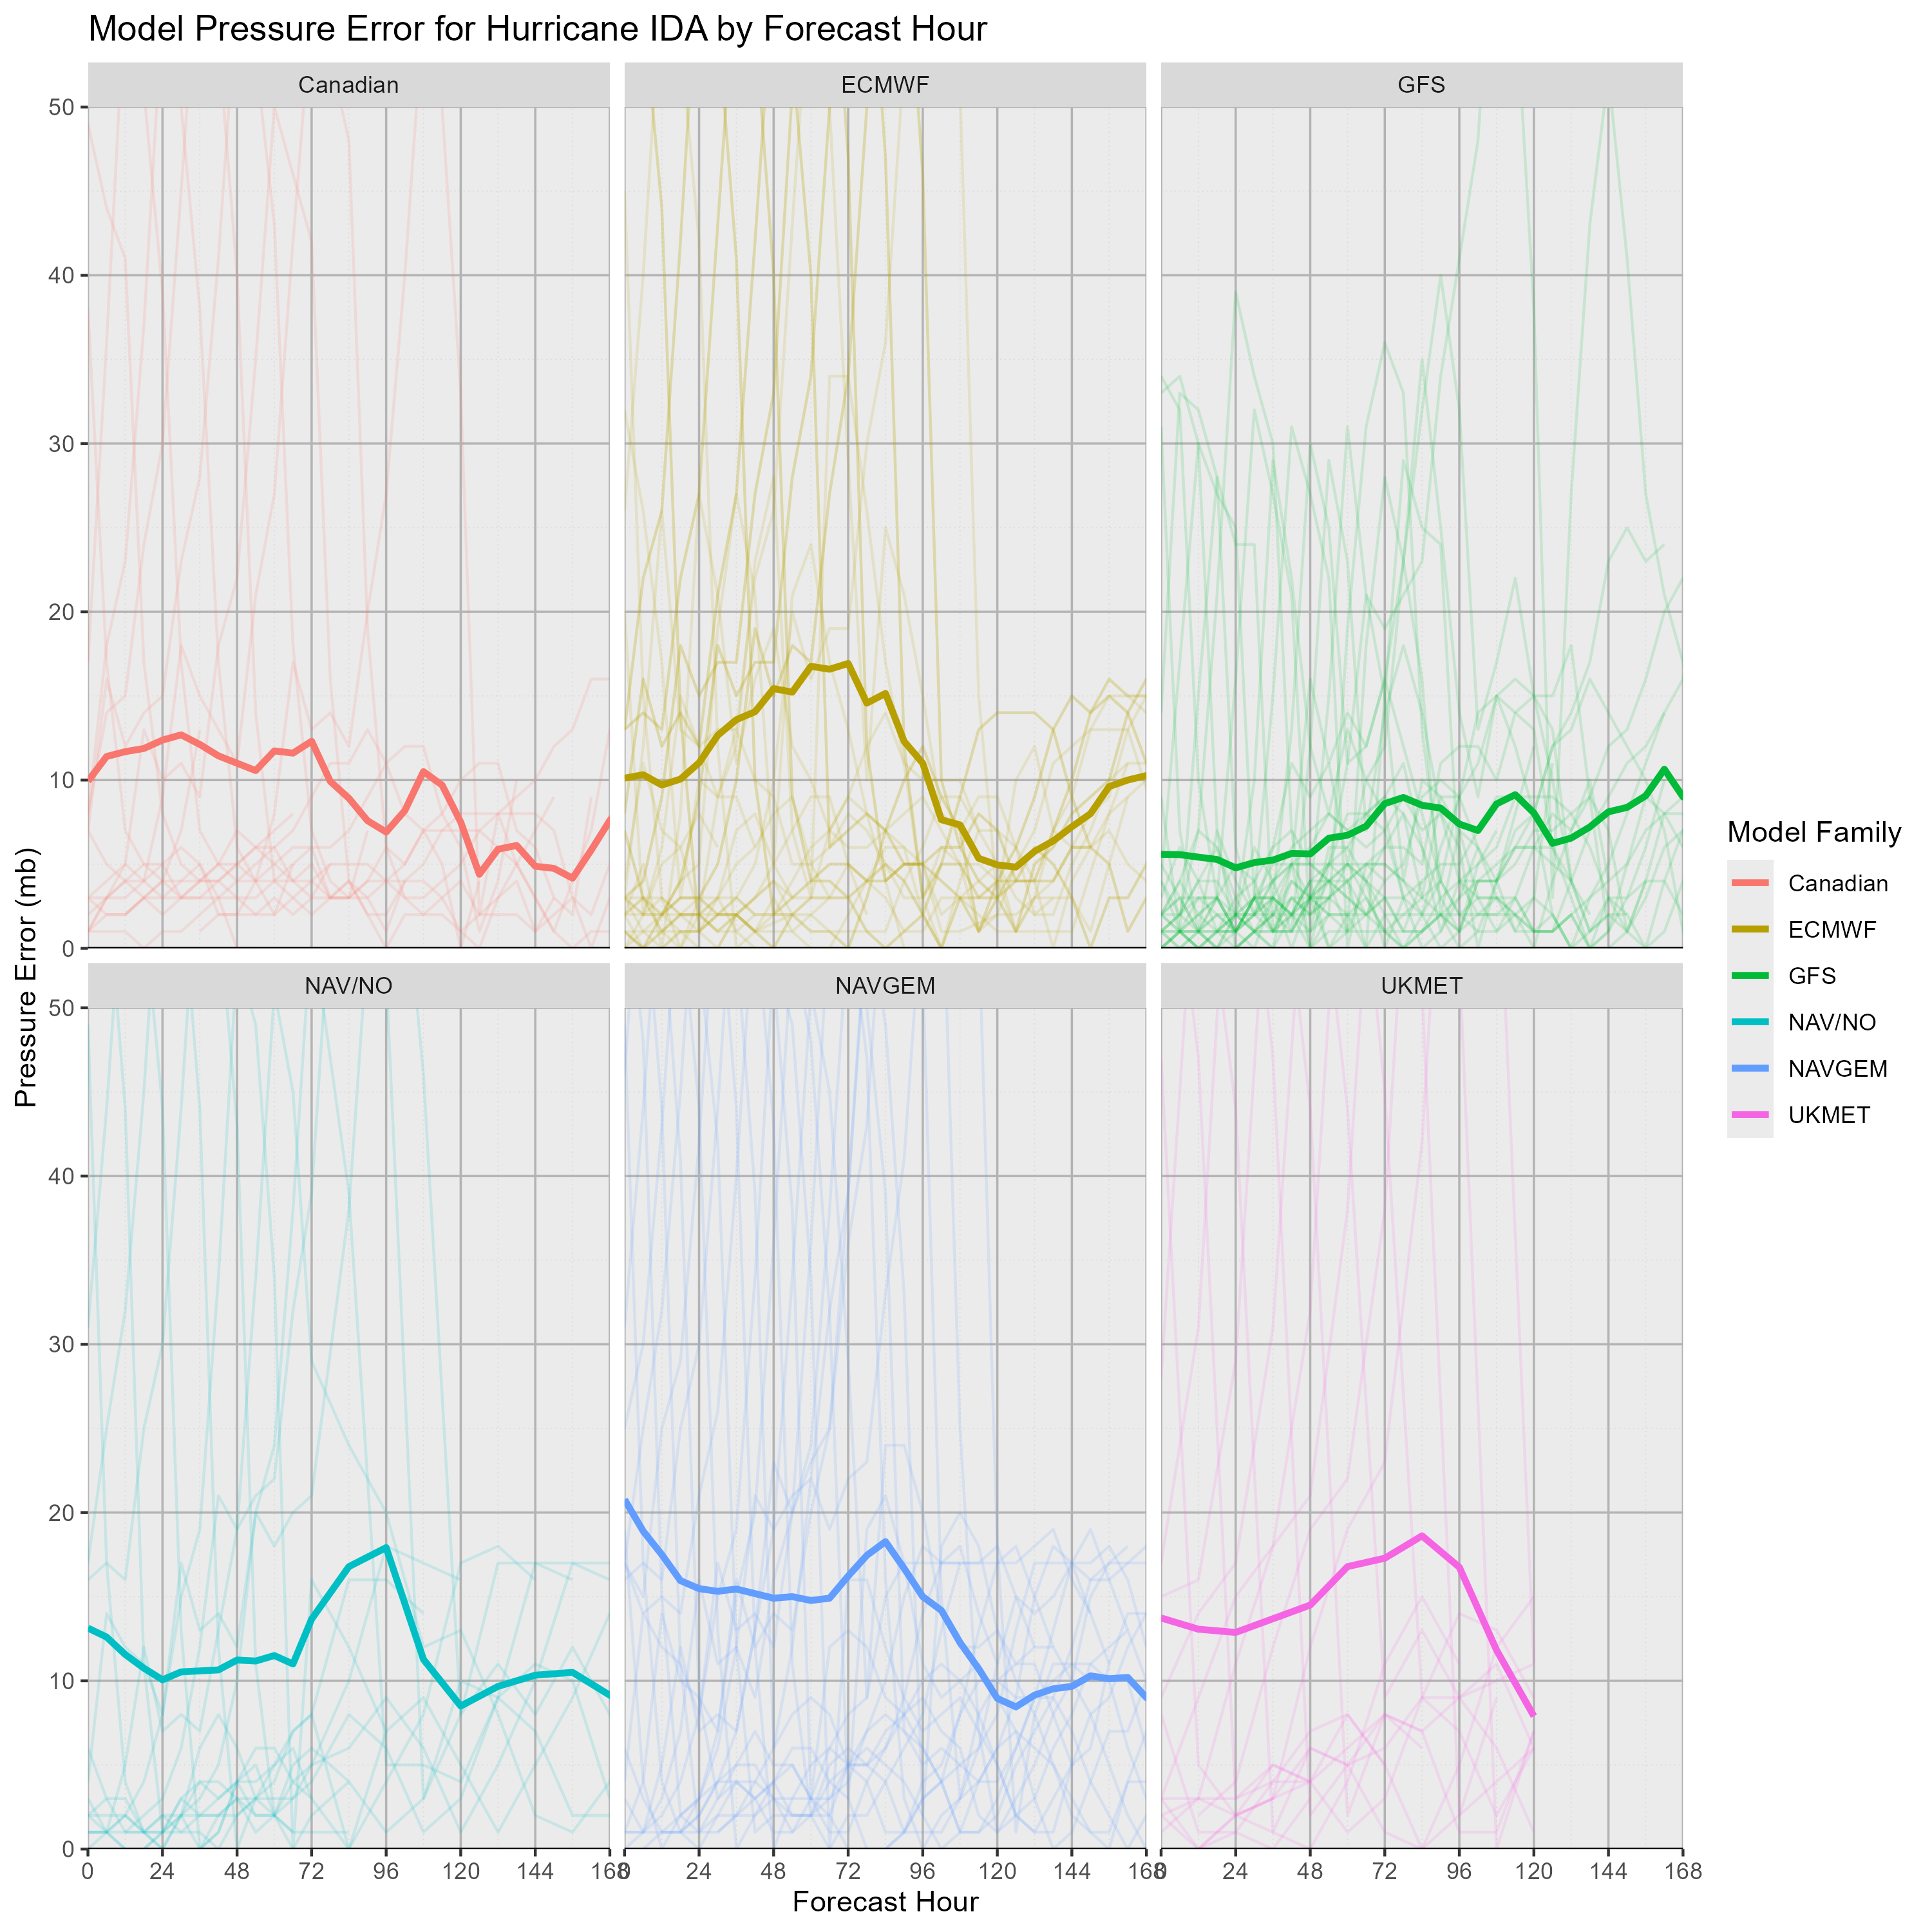 Model Pressure Error for Hurricane IDA by Forecast Hour
Canadian
ECMWF
GFS
50
40
30
20
10
0
NAV/NO
NAVGEM
UKMET
50
40
30
20
10
0
0 24 48 72 96 120 144 168
0 24 48 72 96 120 144 168
0 24 48 72 96 120 144 168
Forecast Hour
Pressure Error (mb)
Model Family
Canadian
ECMWF
GFS
NAV/NO
NAVGEM
UKMET